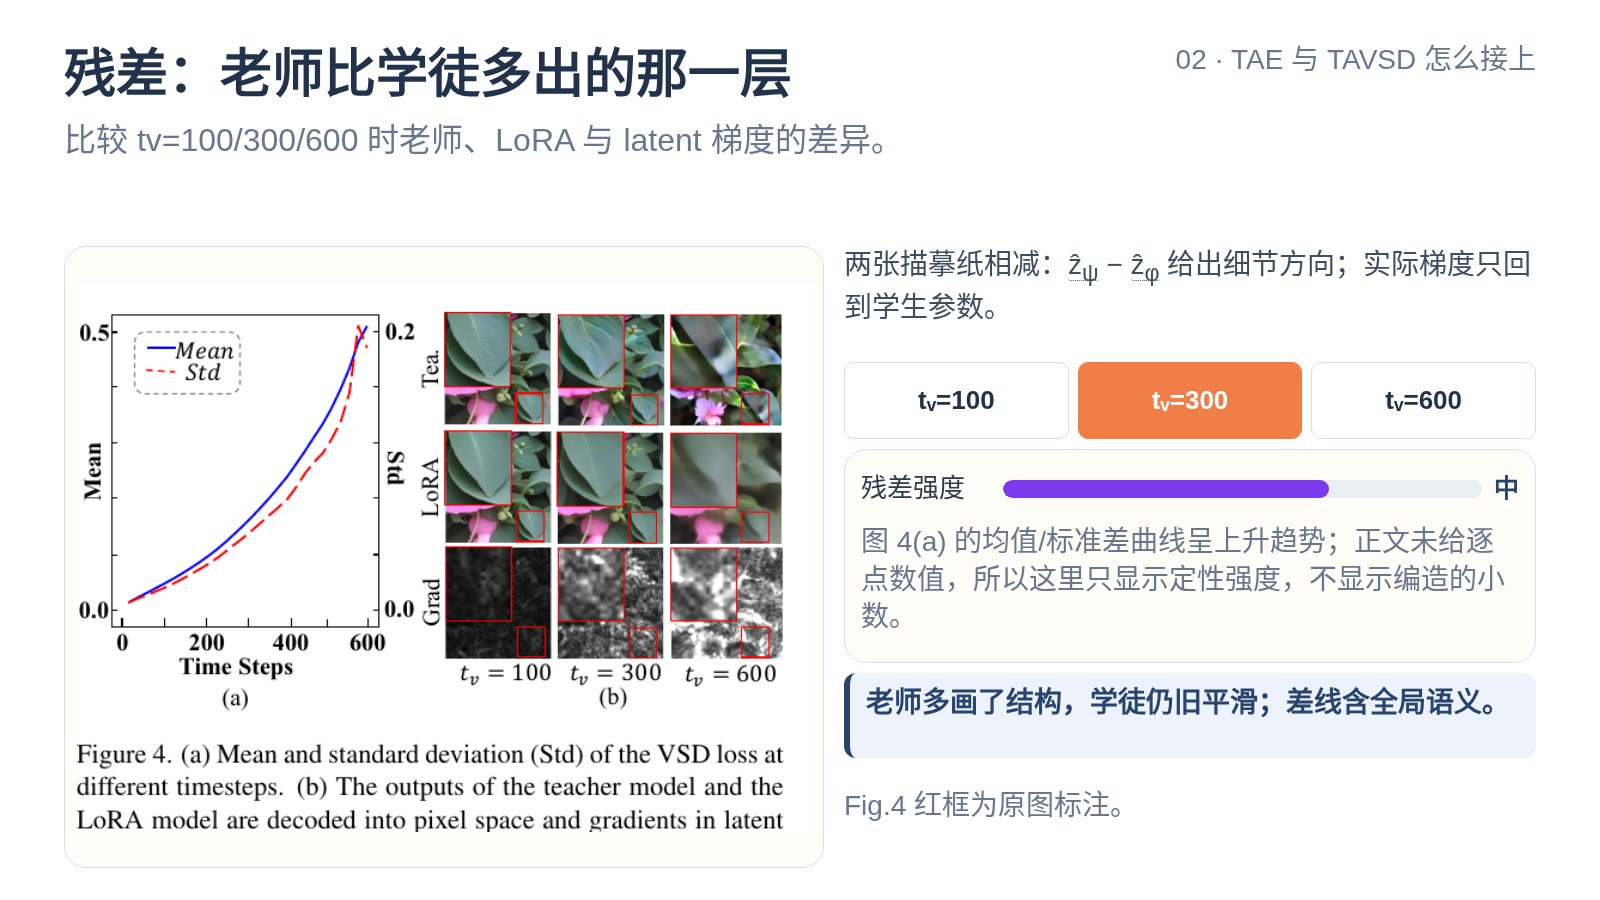 残差：老师比学徒多出的那一层
02 · TAE 与 TAVSD 怎么接上
比较 tv=100/300/600 时老师、LoRA 与 latent 梯度的差异。
0.5
0.2
Mean
Std
Mean
Std
0.0
0.0
0
200
400
600
Time Steps
(a)
Tea.
LoRA
Grad
t_v = 100
t_v = 300
t_v = 600
(b)
Figure 4. (a) Mean and standard deviation (Std) of the VSD loss at
different timesteps. (b) The outputs of the teacher model and the
LoRA model are decoded into pixel space and gradients in latent
两张描摹纸相减：ẑψ − ẑφ 给出细节方向；实际梯度只回
到学生参数。
tᵥ=100
tᵥ=300
tᵥ=600
残差强度
中
图 4(a) 的均值/标准差曲线呈上升趋势；正文未给逐
点数值，所以这里只显示定性强度，不显示编造的小
数。
老师多画了结构，学徒仍旧平滑；差线含全局语义。
Fig.4 红框为原图标注。